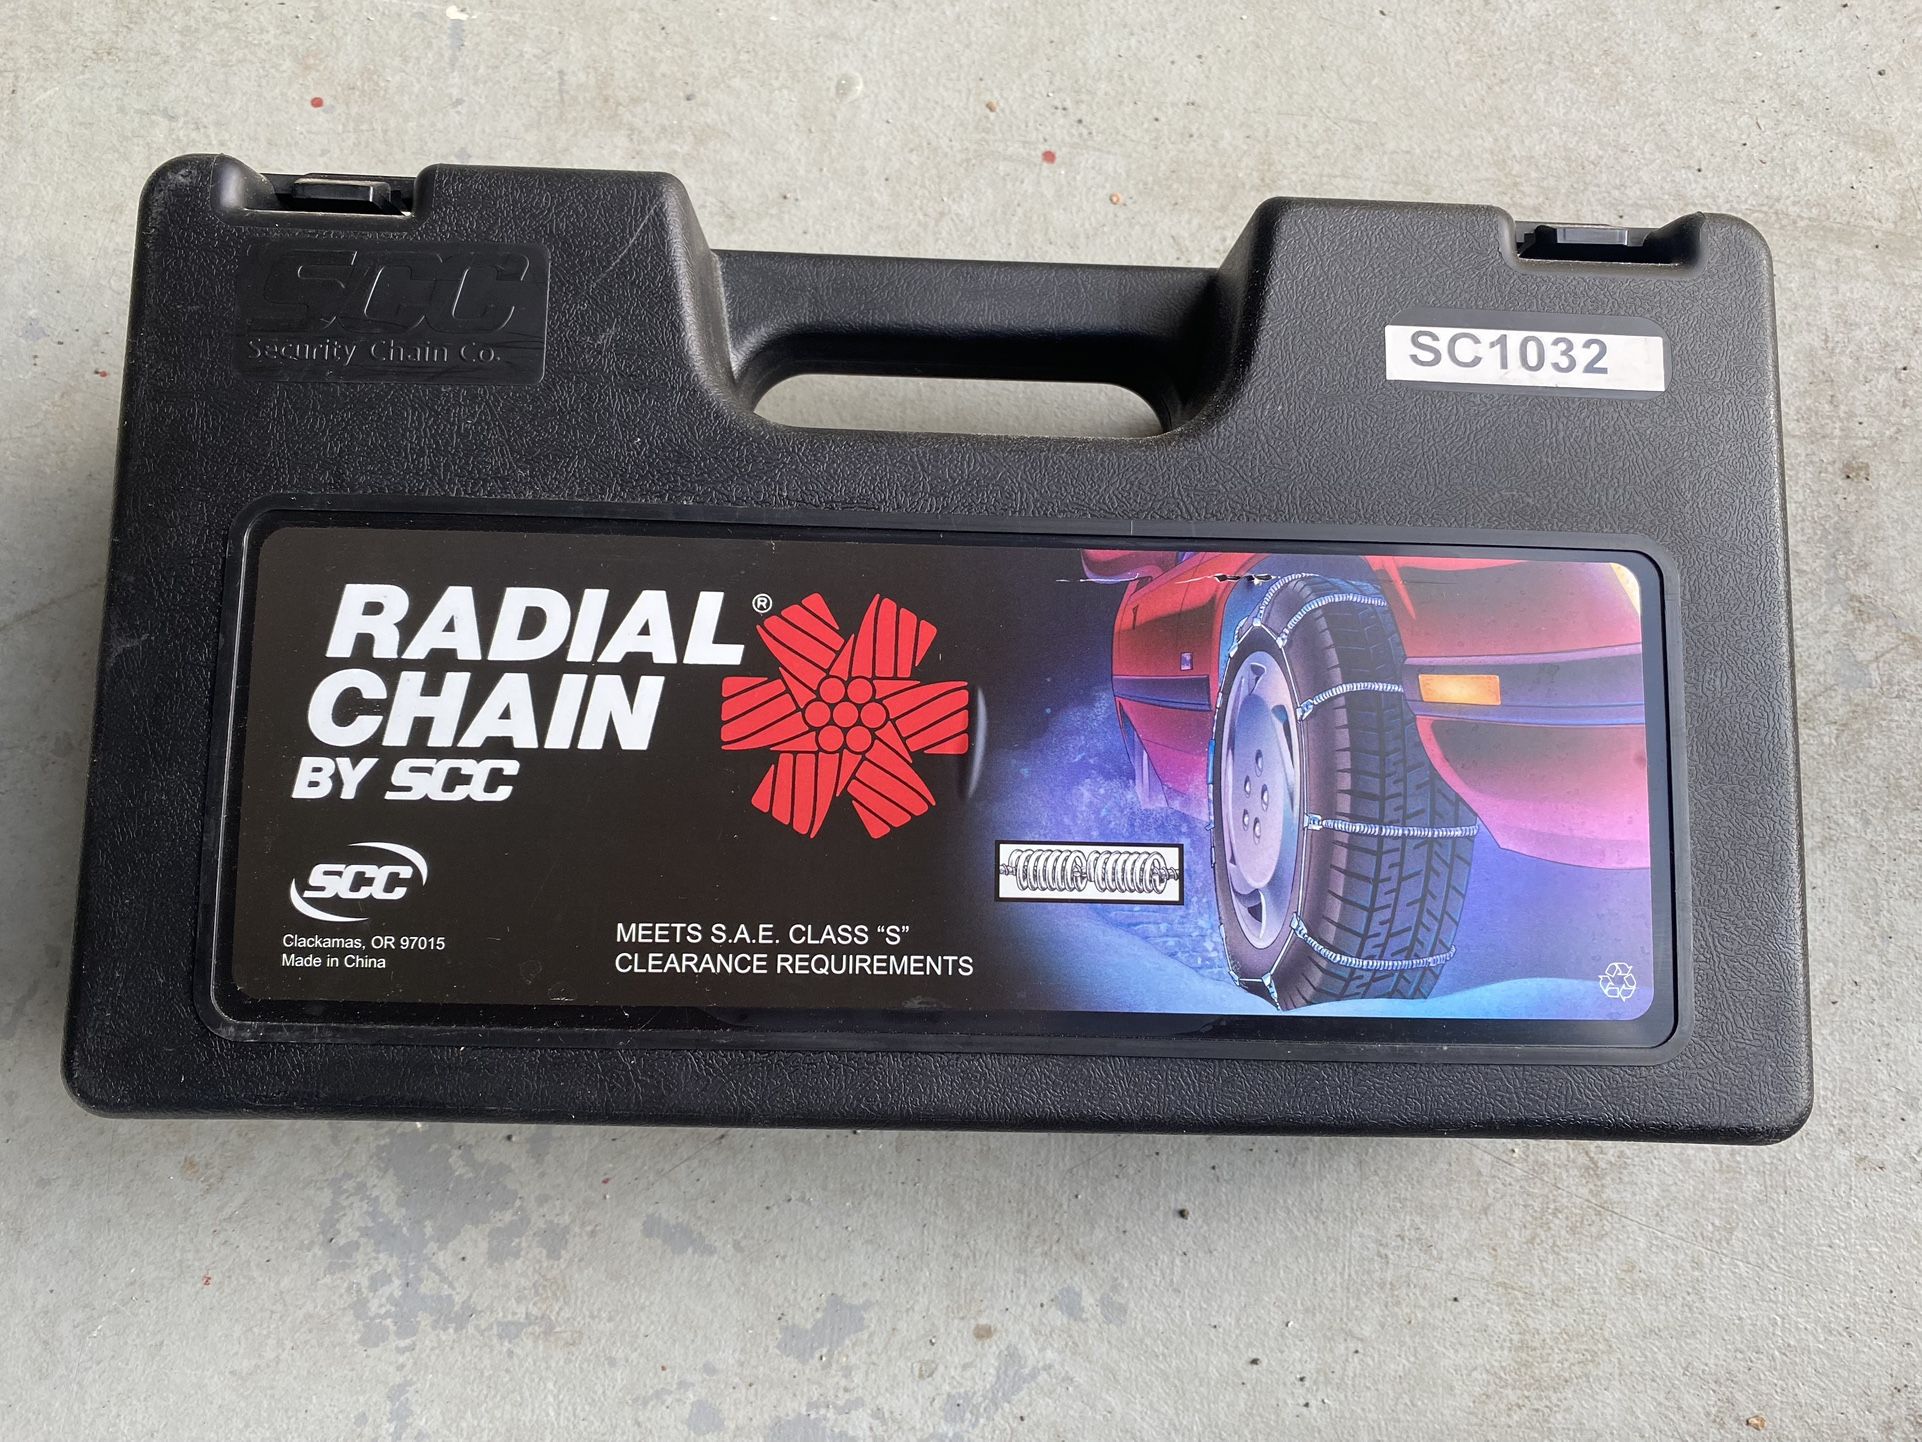 SCC
Security Chain Co.
SC1032
RADIAL®
CHAIN
BY SCC
SCC
Clackamas, OR 97015
Made in China
MEETS S.A.E. CLASS “S”
CLEARANCE REQUIREMENTS